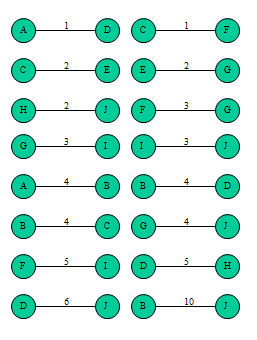 A 1 D C 1 F
C 2 E E 2 G
H 2 J F 3 G
G 3 I I 3 J
A 4 B B 4 D
B 4 C G 4 J
F 5 I D 5 H
D 6 J B 10 J